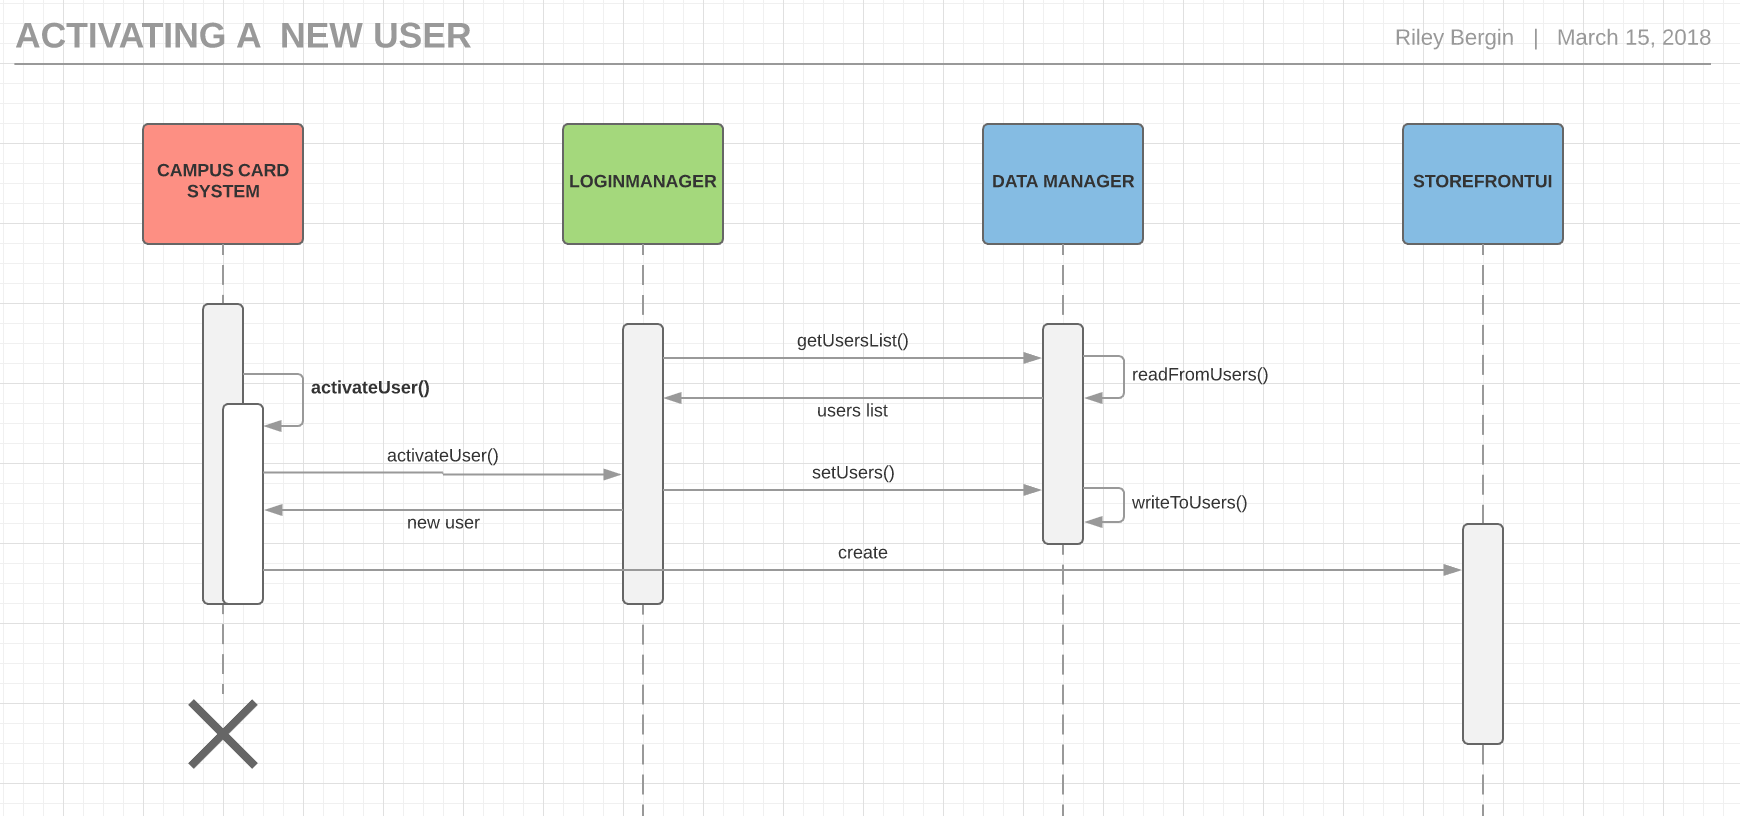 ACTIVATING A  NEW USER
Riley Bergin | March 15, 2018
CAMPUS CARD
SYSTEM
LOGINMANAGER
DATA MANAGER
STOREFRONTUI
getUsersList()
readFromUsers()
activateUser()
users list
activateUser()
setUsers()
writeToUsers()
new user
create